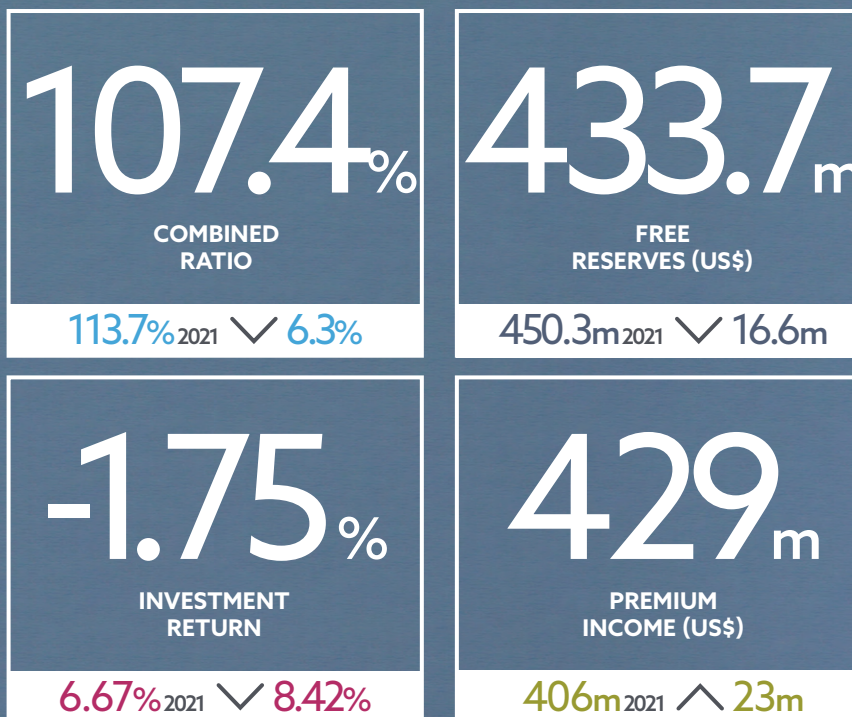 107.4%
COMBINED
RATIO
113.7% 2021 6.3%
433.7m
FREE
RESERVES (US$)
450.3m 2021 16.6m
-1.75%
INVESTMENT
RETURN
6.67% 2021 8.42%
429m
PREMIUM
INCOME (US$)
406m 2021 23m